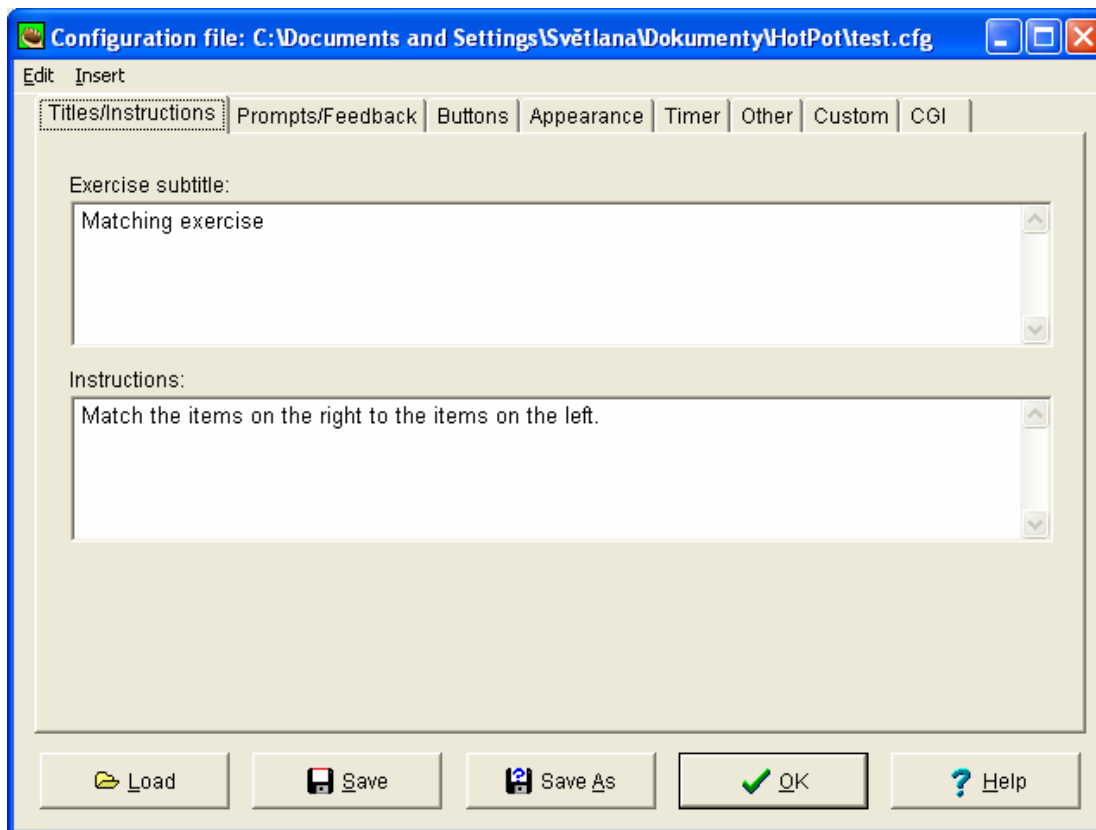 Configuration file: C:\Documents and Settings\Světlana\Dokumenty\HotPot\test.cfg
Edit Insert
Titles/Instructions Prompts/Feedback Buttons Appearance Timer Other Custom CGI
Exercise subtitle:
Matching exercise
Instructions:
Match the items on the right to the items on the left.
Load Save Save As OK Help